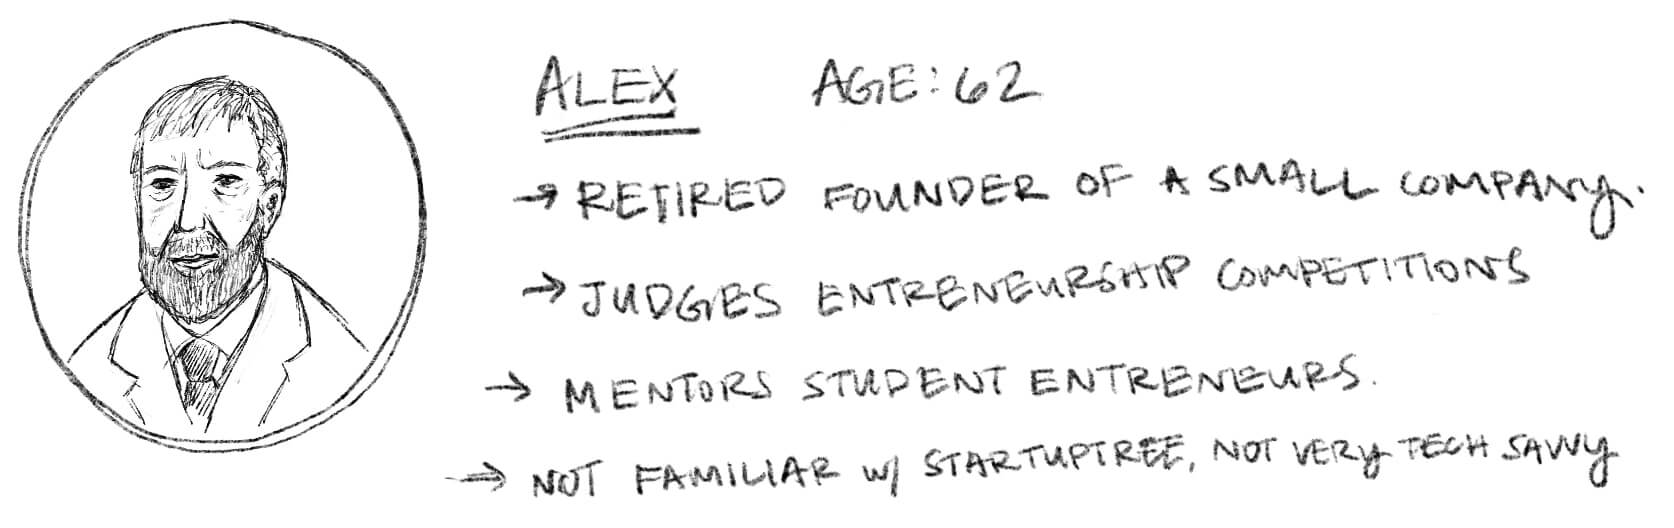 ALEX AGE: 62
→ RETIRED FOUNDER OF A SMALL COMPANY.
→ JUDGES ENTRENEURSHIP COMPETITIONS
→ MENTORS STUDENT ENTRENEURS.
→ NOT FAMILIAR W/ STARTUPTREE, NOT VERY TECH SAVVY